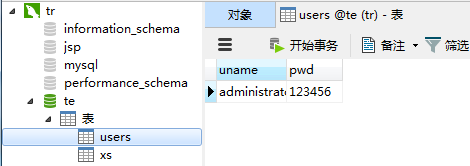 tr
information_schema
jsp
mysql
performance_schema
te
表
users
xs
对象
users @te (tr) - 表
开始事务
备注
筛选
uname pwd
administrat 123456